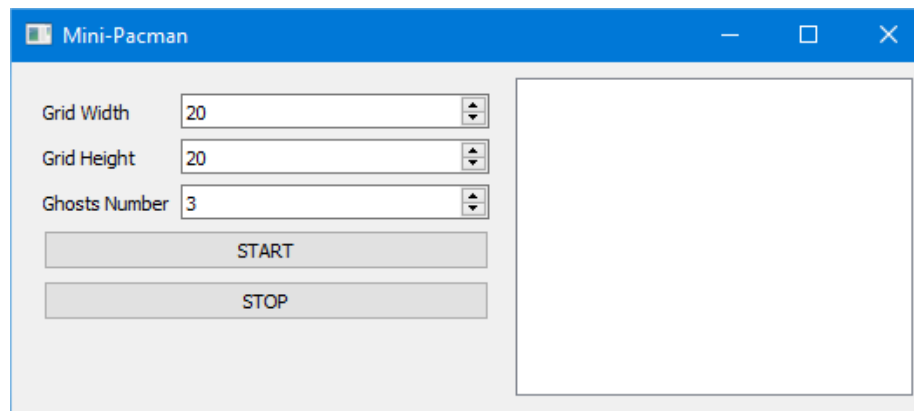 Mini-Pacman
Grid Width 20
Grid Height 20
Ghosts Number 3
START
STOP